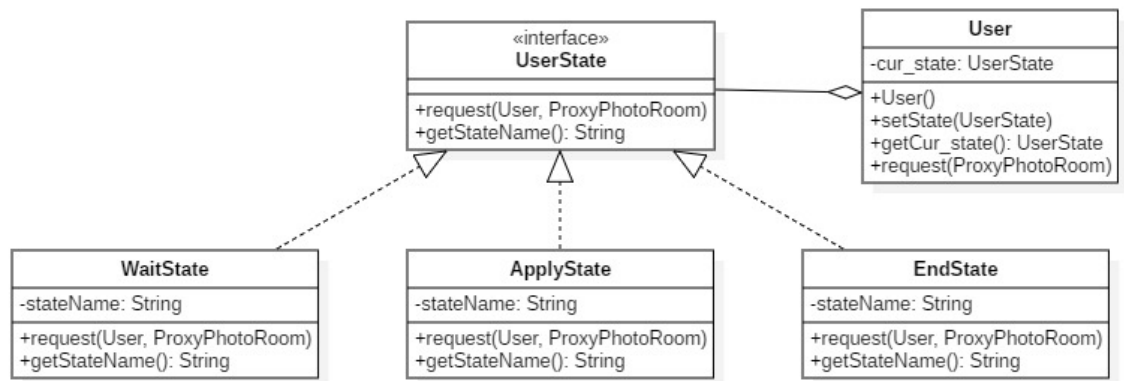 «interface»
UserState
+request(User, ProxyPhotoRoom)
+getStateName(): String
User
-cur_state: UserState
+User()
+setState(UserState)
+getCur_state(): UserState
+request(ProxyPhotoRoom)
WaitState
-stateName: String
+request(User, ProxyPhotoRoom)
+getStateName(): String
ApplyState
-stateName: String
+request(User, ProxyPhotoRoom)
+getStateName(): String
EndState
-stateName: String
+request(User, ProxyPhotoRoom)
+getStateName(): String